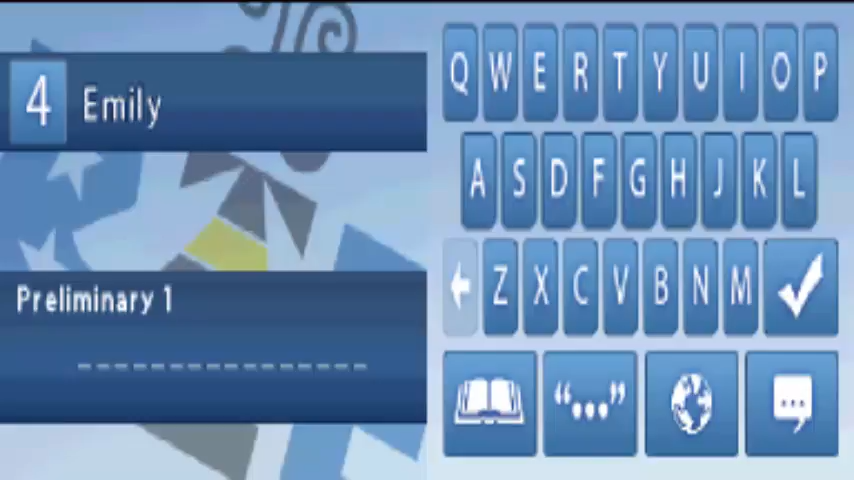 4 Emily
Preliminary 1
Q W E R T Y U I O P
A S D F G H J K L
Z X C V B N M
“...”
...